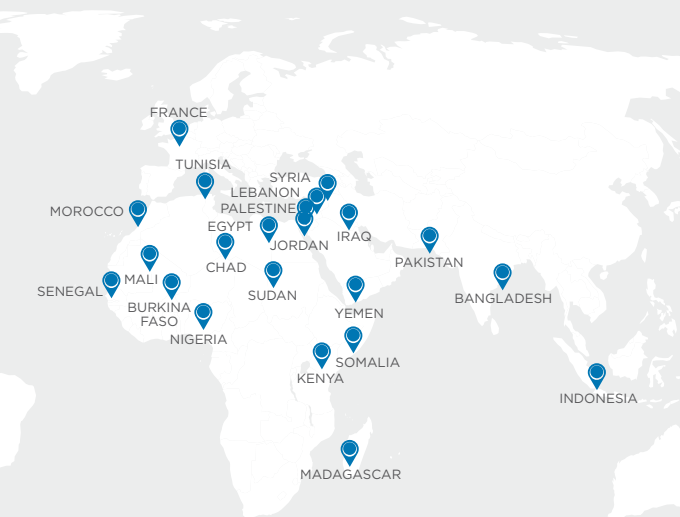 FRANCE
TUNISIA
SYRIA
LEBANON
MOROCCO
PALESTINE
EGYPT
IRAQ
JORDAN
PAKISTAN
CHAD
MALI
SENEGAL
SUDAN
BANGLADESH
BURKINA
FASO
YEMEN
NIGERIA
SOMALIA
KENYA
INDONESIA
MADAGASCAR